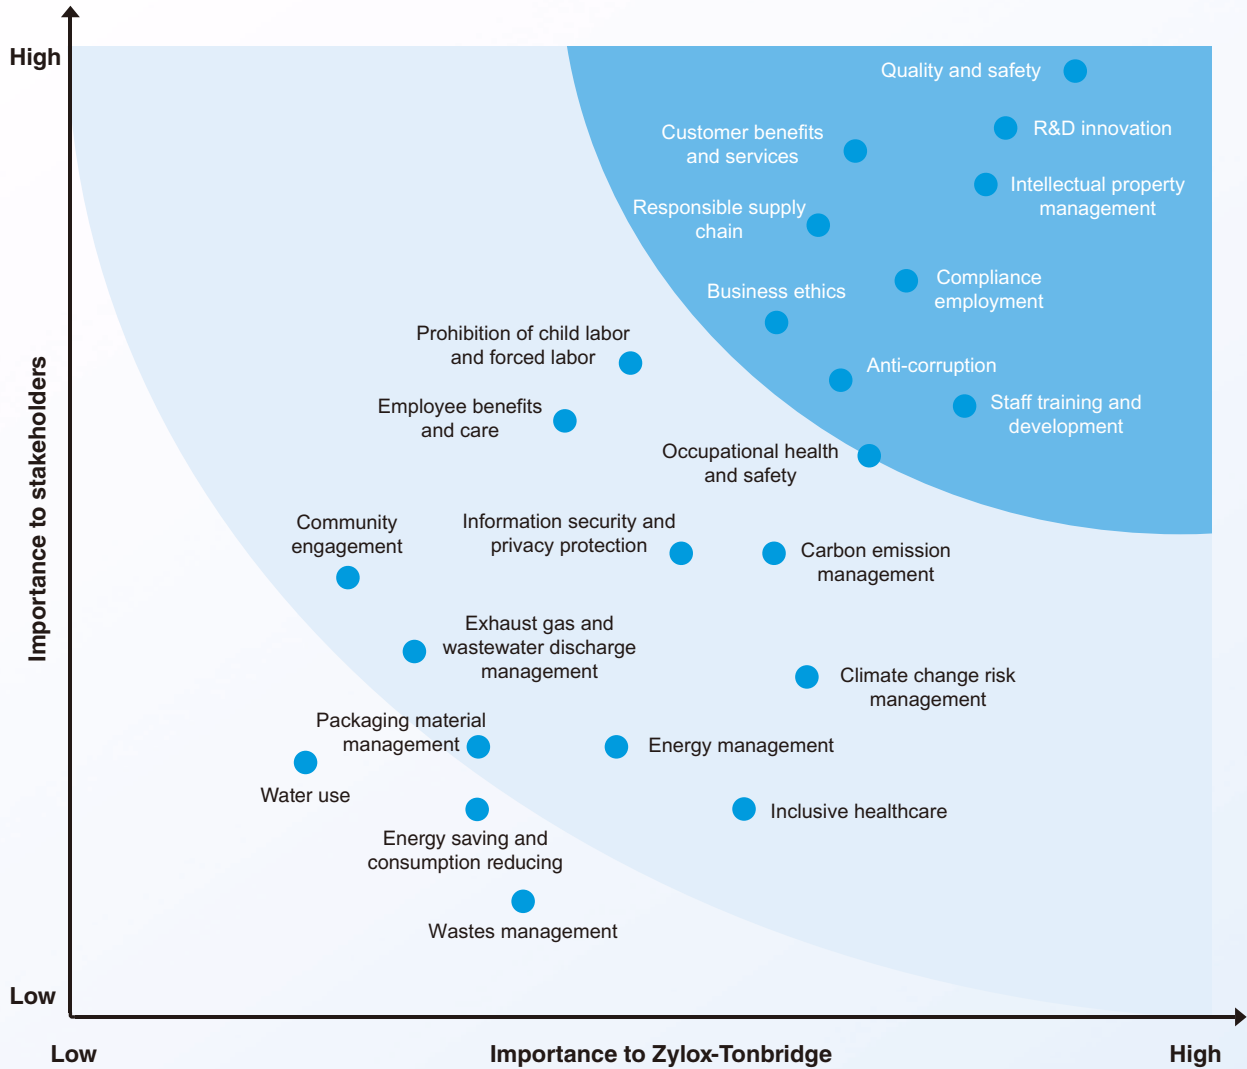 High
Quality and safety
R&D innovation
Customer benefits
and services
Intellectual property
management
Responsible supply
chain
Compliance
employment
Business ethics
Prohibition of child labor
and forced labor
Anti-corruption
Staff training and
development
Employee benefits
and care
Occupational health
and safety
Importance to stakeholders
Community
engagement
Information security and
privacy protection
Carbon emission
management
Exhaust gas and
wastewater discharge
management
Climate change risk
management
Packaging material
management
Energy management
Water use
Inclusive healthcare
Energy saving and
consumption reducing
Wastes management
Low
Low
Importance to Zylox-Tonbridge
High